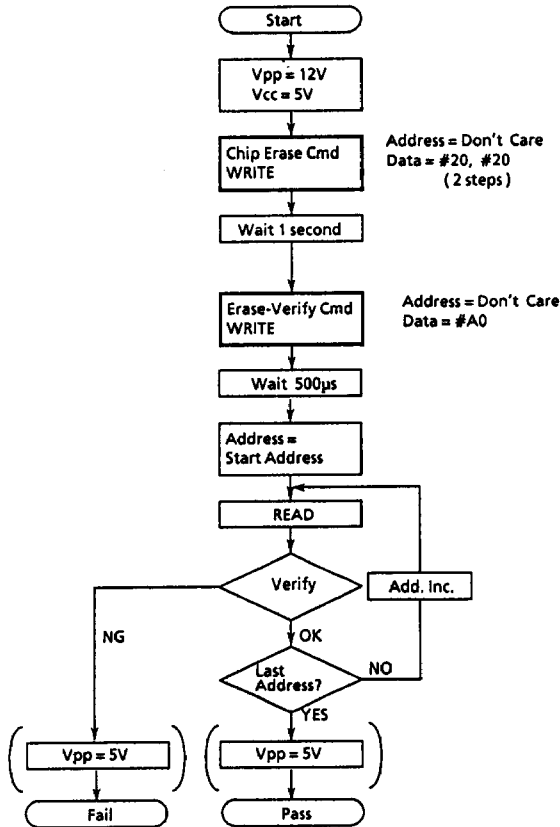 Start
Vpp = 12V
Vcc = 5V
Chip Erase Cmd
WRITE
Address = Don't Care
Data = #20, #20
( 2 steps )
Wait 1 second
Erase-Verify Cmd
WRITE
Address = Don't Care
Data = #A0
Wait 500μs
Address =
Start Address
READ
Verify
Add. Inc.
NG
OK
Last
Address?
NO
YES
Vpp = 5V
Vpp = 5V
Fail
Pass